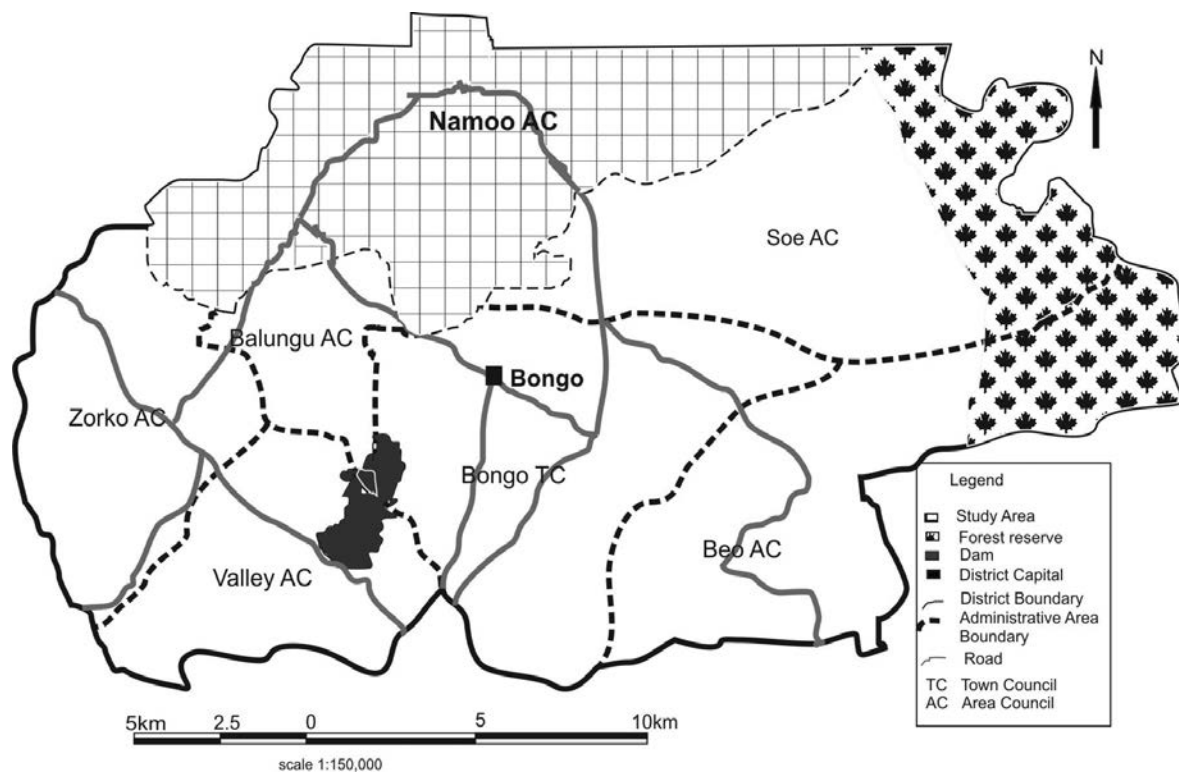 N
Namoo AC
Soe AC
Balungu AC
Bongo
Zorko AC
Bongo TC
Beo AC
Valley AC
Legend
Study Area
Forest reserve
Dam
District Capital
District Boundary
Administrative Area
Boundary
Road
TC Town Council
AC Area Council
5km 2.5 0 5 10km
scale 1:150,000